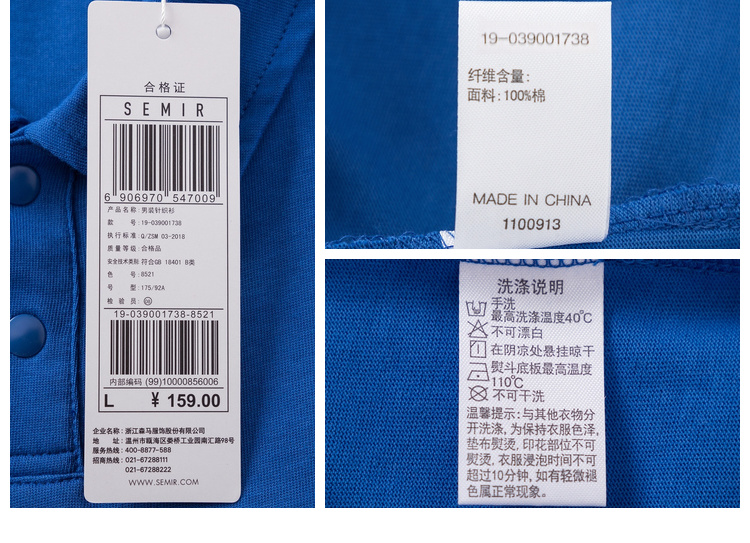 合格证
SEMIR
6 906970 547009
产品名称: 男装针织衫
款 号: 19-039001738
执行标准: Q/ZSM 03-2018
质量等级: 合格品
安全技术类别: 符合GB 18401 B类
色 号: 8521
号 型: 175/92A
检 验 员: 06
19-039001738-8521
内部编码 (99)10000856006
L ¥ 159.00
企业名称: 浙江森马服饰股份有限公司
地 址: 温州市瓯海区娄桥工业园南汇路98号
服务热线: 400-8877-588
招商热线: 021-67288111
021-67288222
WWW.SEMIR.COM
19-039001738
纤维含量:
面料: 100%棉
MADE IN CHINA
1100913
洗涤说明
手洗
最高洗涤温度40℃
不可漂白
在阴凉处悬挂晾干
熨斗底板最高温度
110℃
不可干洗
温馨提示: 与其他衣物分
开洗涤, 为保持衣服色泽,
垫布熨烫, 印花部位不可
熨烫, 衣服浸泡时间不可
超过10分钟, 如有轻微褪
色属正常现象。